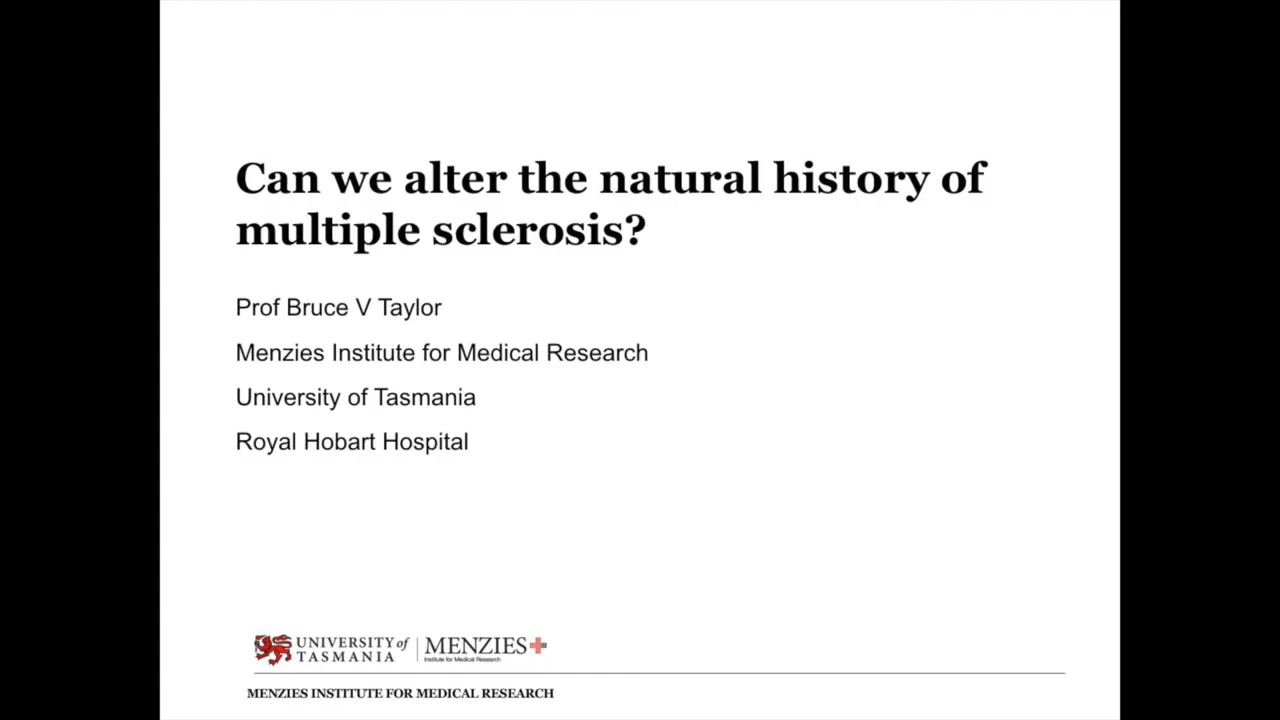 Can we alter the natural history of
multiple sclerosis?
Prof Bruce V Taylor
Menzies Institute for Medical Research
University of Tasmania
Royal Hobart Hospital
UNIVERSITY of
TASMANIA
MENZIES
Institute for Medical Research
MENZIES INSTITUTE FOR MEDICAL RESEARCH